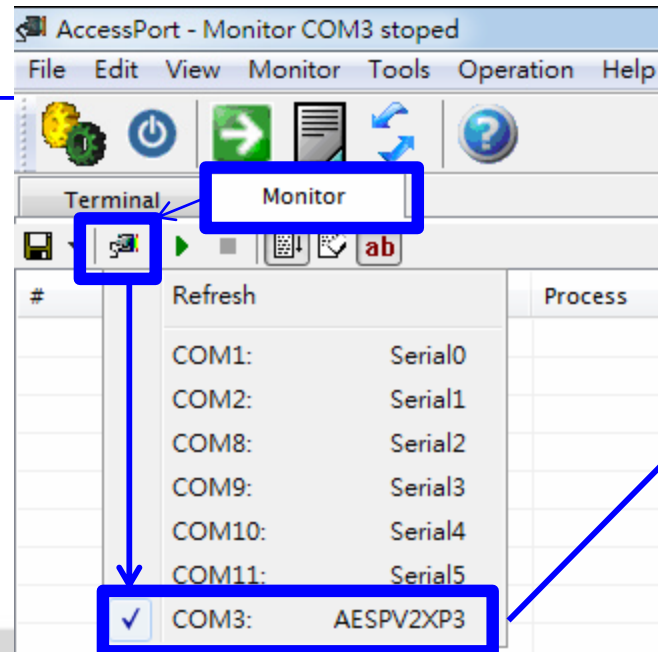 AccessPort - Monitor COM3 stoped
File Edit View Monitor Tools Operation Help
Terminal Monitor
ab
# Process
Refresh
COM1: Serial0
COM2: Serial1
COM8: Serial2
COM9: Serial3
COM10: Serial4
COM11: Serial5
COM3: AESPV2XP3